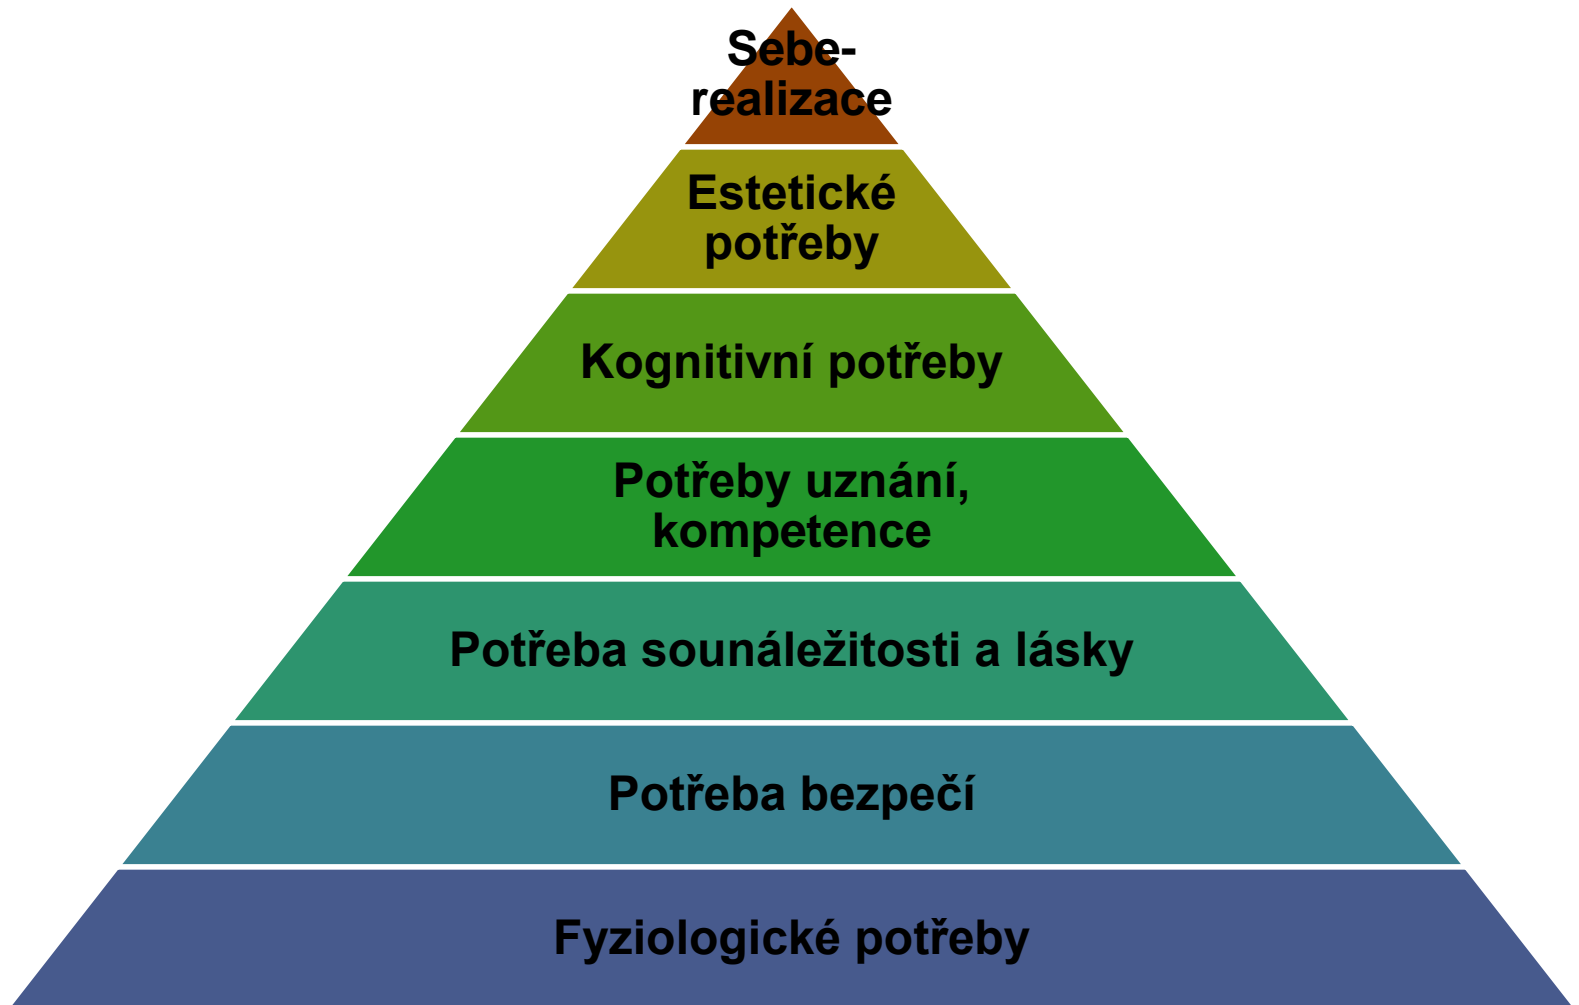 Sebe-
realizace
Estetické
potřeby
Kognitivní potřeby
Potřeby uznání,
kompetence
Potřeba sounáležitosti a lásky
Potřeba bezpečí
Fyziologické potřeby